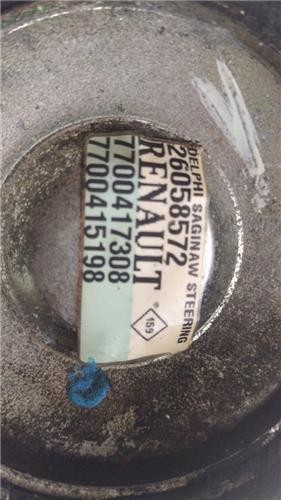 DELPHI SAGINAW STEERING
26058572
RENAULT®
159
7700417308
7700415198